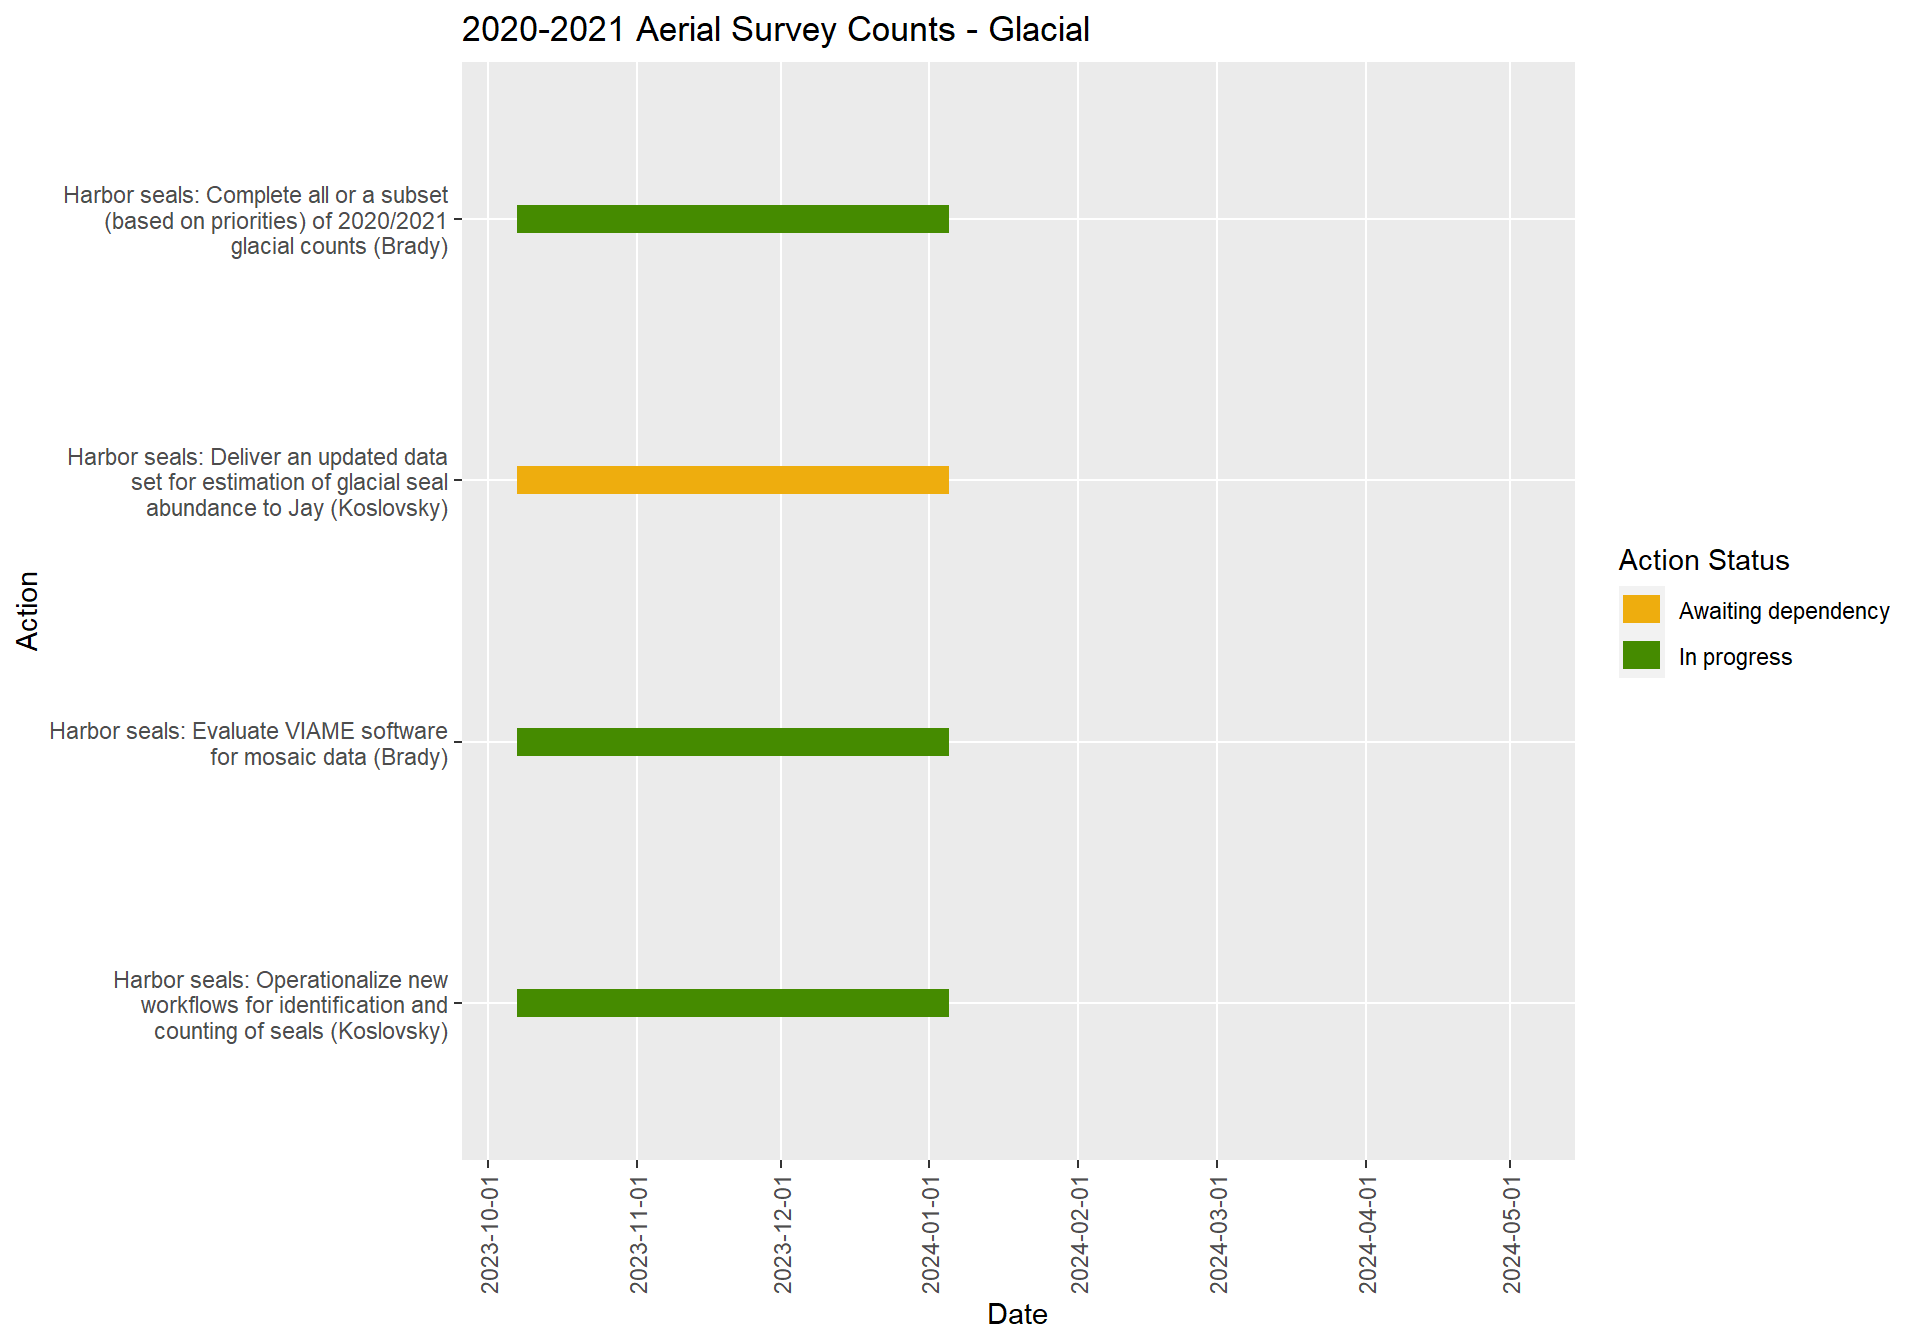 2020-2021 Aerial Survey Counts - Glacial
Harbor seals: Complete all or a subset
(based on priorities) of 2020/2021
glacial counts (Brady)
Harbor seals: Deliver an updated data
set for estimation of glacial seal
abundance to Jay (Koslovsky)
Harbor seals: Evaluate VIAME software
for mosaic data (Brady)
Harbor seals: Operationalize new
workflows for identification and
counting of seals (Koslovsky)
Action
2023-10-01
2023-11-01
2023-12-01
2024-01-01
2024-02-01
2024-03-01
2024-04-01
2024-05-01
Date
Action Status
Awaiting dependency
In progress